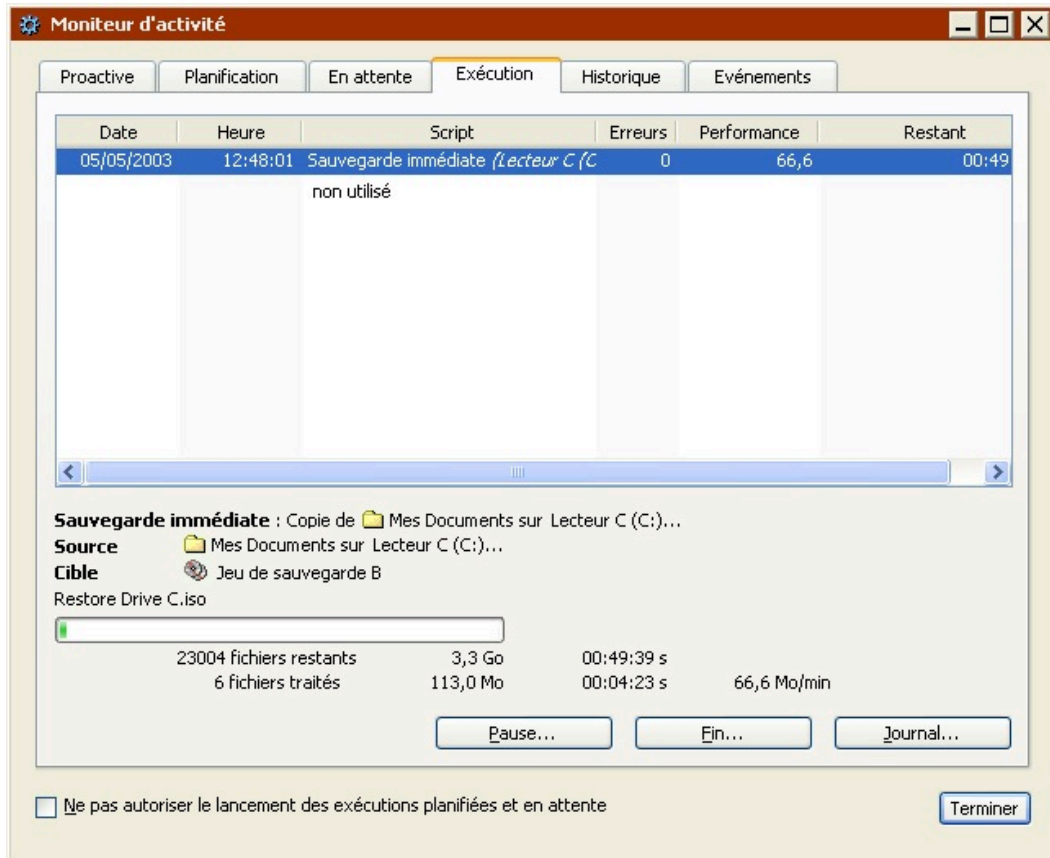 Moniteur d'activité
Proactive Planification En attente Exécution Historique Evénements
Date Heure Script Erreurs Performance Restant
05/05/2003 12:48:01 Sauvegarde immédiate (Lecteur C (C 0 66,6 00:49
non utilisé
Sauvegarde immédiate : Copie de Mes Documents sur Lecteur C (C:)...
Source Mes Documents sur Lecteur C (C:)...
Cible Jeu de sauvegarde B
Restore Drive C.iso
23004 fichiers restants 3,3 Go 00:49:39 s
6 fichiers traités 113,0 Mo 00:04:23 s 66,6 Mo/min
Pause... Fin... Journal...
Ne pas autoriser le lancement des exécutions planifiées et en attente Terminer